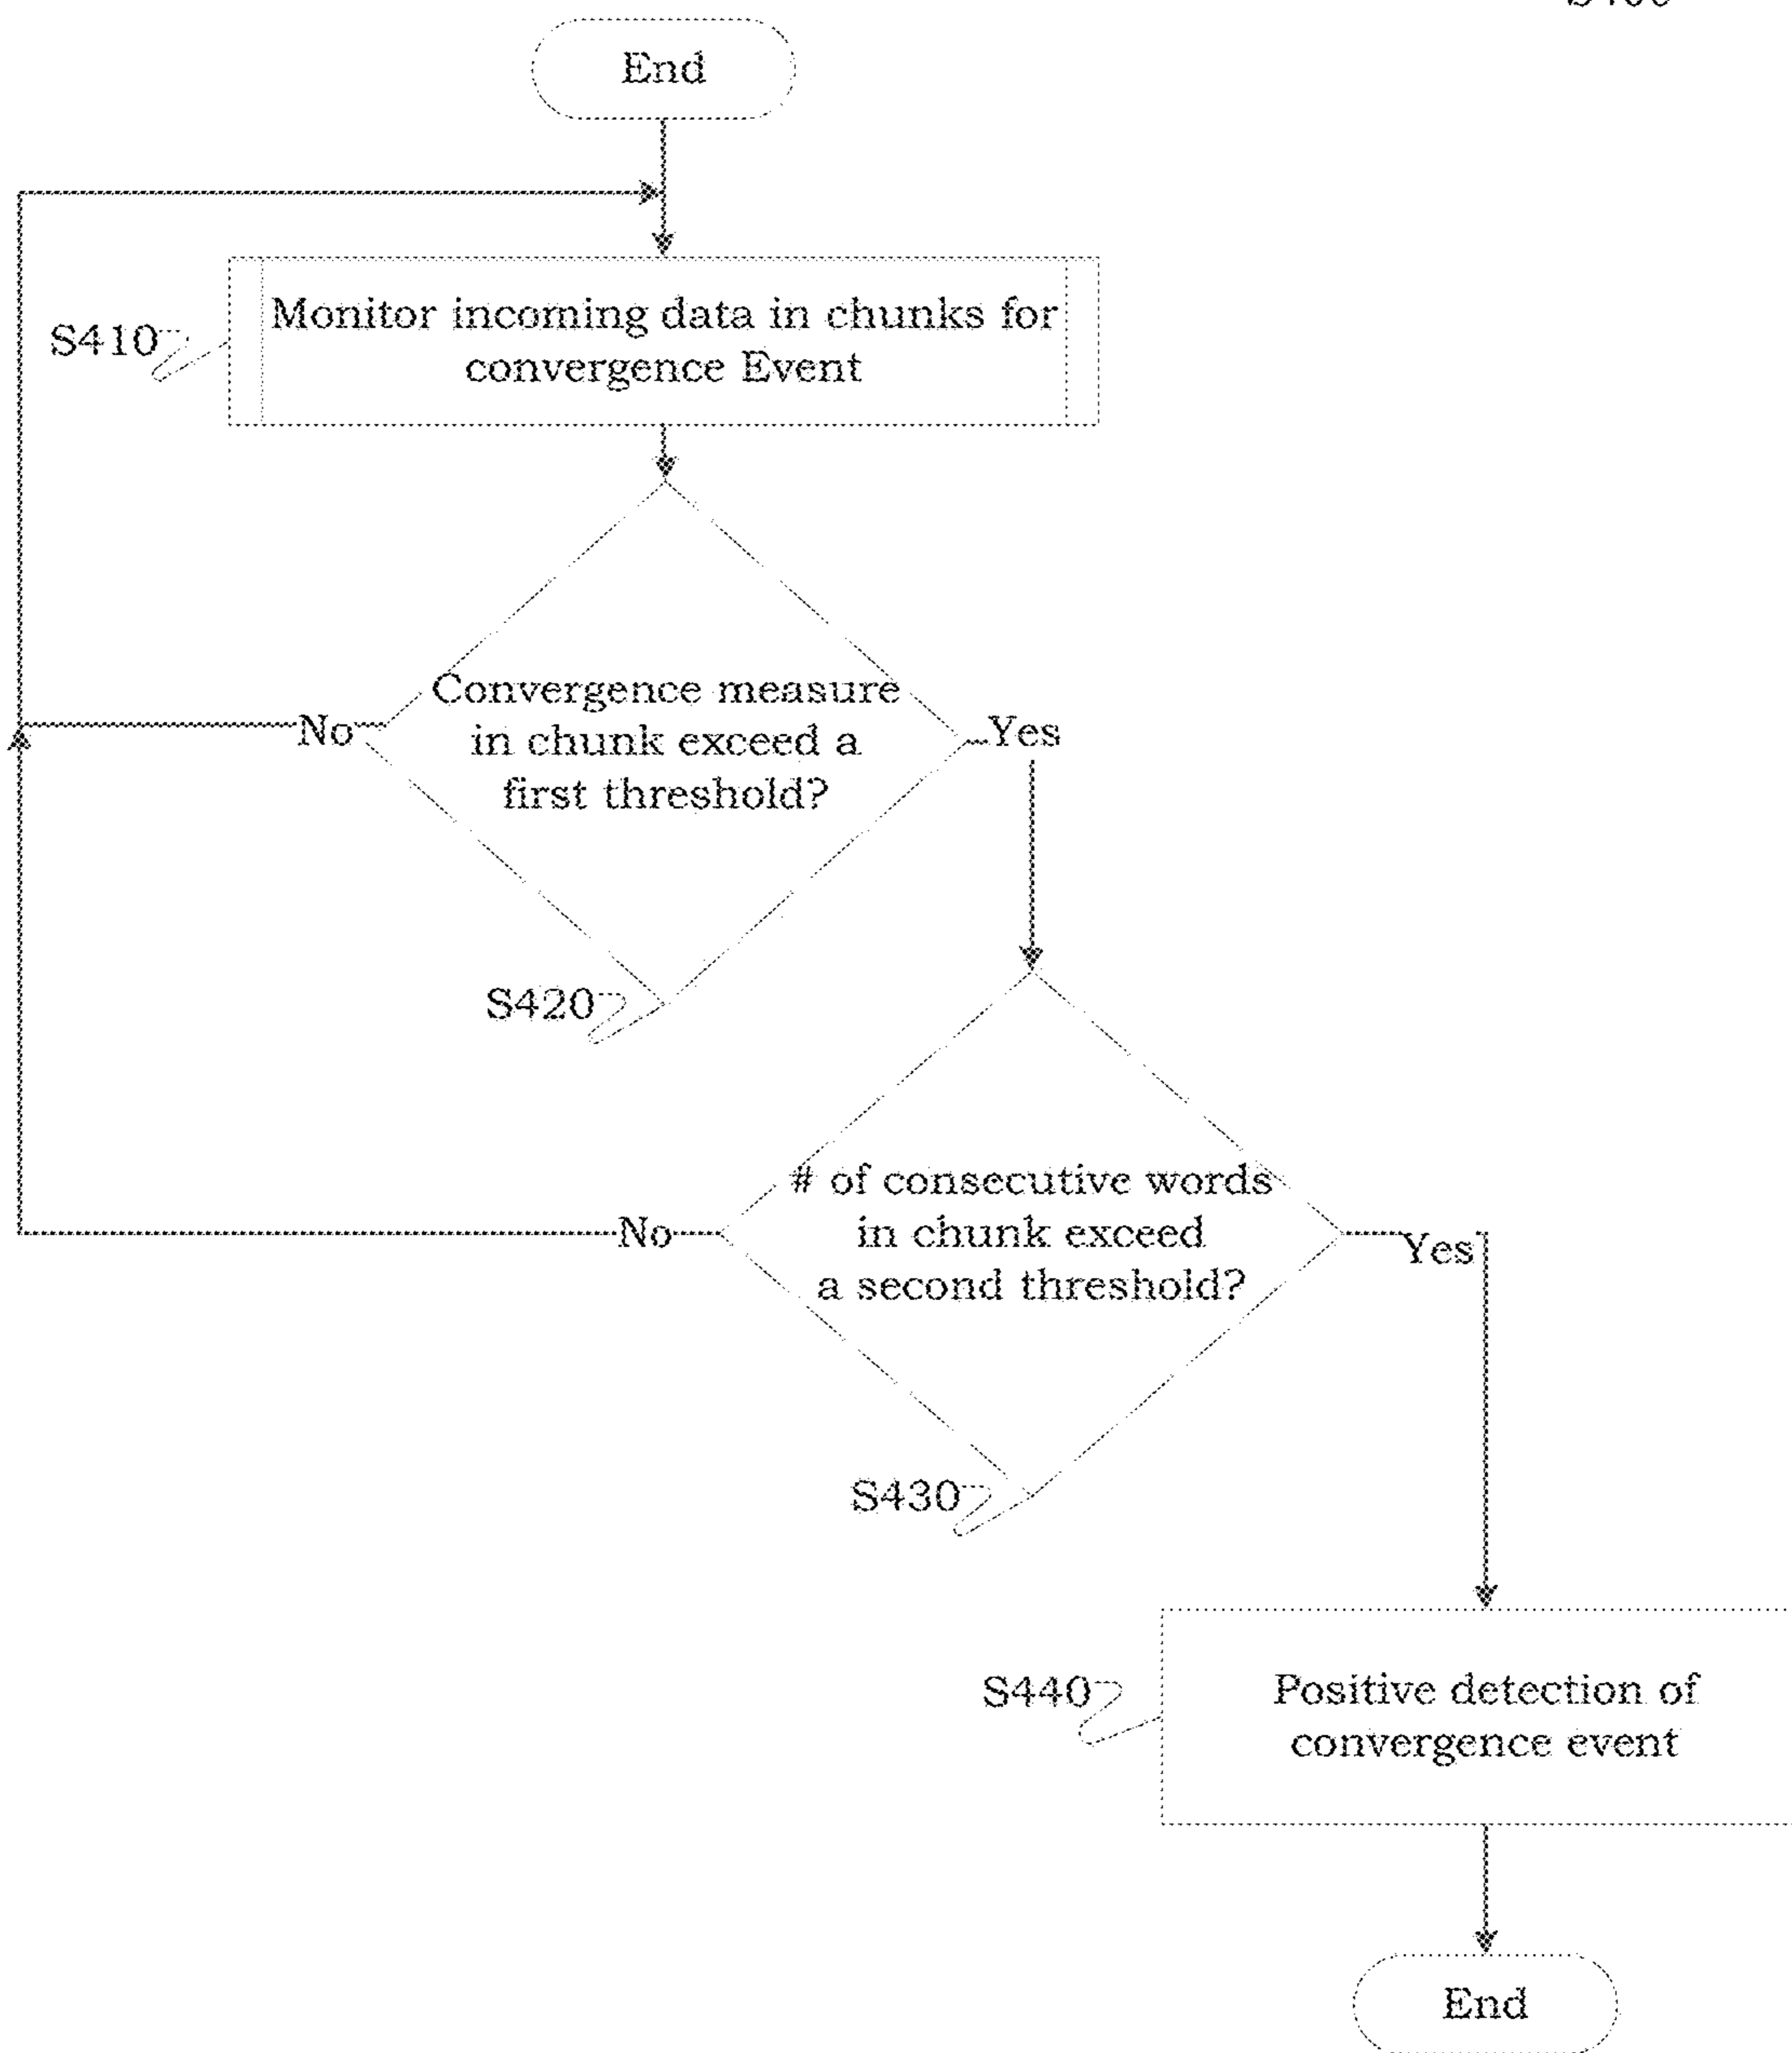 End
Monitor incoming data in chunks for
convergence Event
S410
Convergence measure
in chunk exceed a
first threshold?
No
Yes
S420
# of consecutive words
in chunk exceed
a second threshold?
No
Yes
S430
S440
Positive detection of
convergence event
End